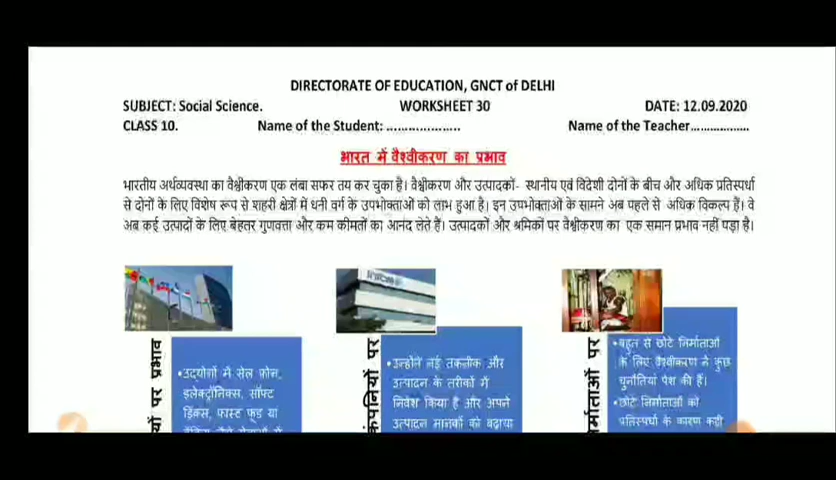 DIRECTORATE OF EDUCATION, GNCT of DELHI
SUBJECT: Social Science. WORKSHEET 30 DATE: 12.09.2020
CLASS 10. Name of the Student: ………………… Name of the Teacher………………
भारत में वैश्वीकरण का प्रभाव
भारतीय अर्थव्यवस्था का वैश्वीकरण एक लंबा सफर तय कर चुका है। वैश्वीकरण और उत्पादकों- स्थानीय एवं विदेशी दोनों के बीच और अधिक प्रतिस्पर्धा
से दोनों के लिए विशेष रूप से शहरी क्षेत्रों में धनी वर्ग के उपभोक्ताओं को लाभ हुआ है। इन उपभोक्ताओं के सामने अब पहले से अधिक विकल्प हैं। वे
अब कई उत्पादों के लिए बेहतर गुणवत्ता और कम कीमतों का आनंद लेते हैं। उत्पादकों और श्रमिकों पर वैश्वीकरण का एक समान प्रभाव नहीं पड़ा है।
यों पर प्रभाव
•उद्योगों में सेल फ़ोन,
इलेक्ट्रॉनिक्स, सॉफ्ट
ड्रिंक्स, फास्ट फूड या
कंपनियों पर
•उन्होंने नई तकनीक और
उत्पादन के तरीकों में
निवेश किया है और अपने
उत्पादन मानकों को बढ़ाया
निर्माताओं पर
•बहुत से छोटे निर्माताओं
के लिए वैश्वीकरण ने कुछ
चुनौतियां पेश की हैं।
•छोटे निर्माताओं को
प्रतिस्पर्धा के कारण कड़ी